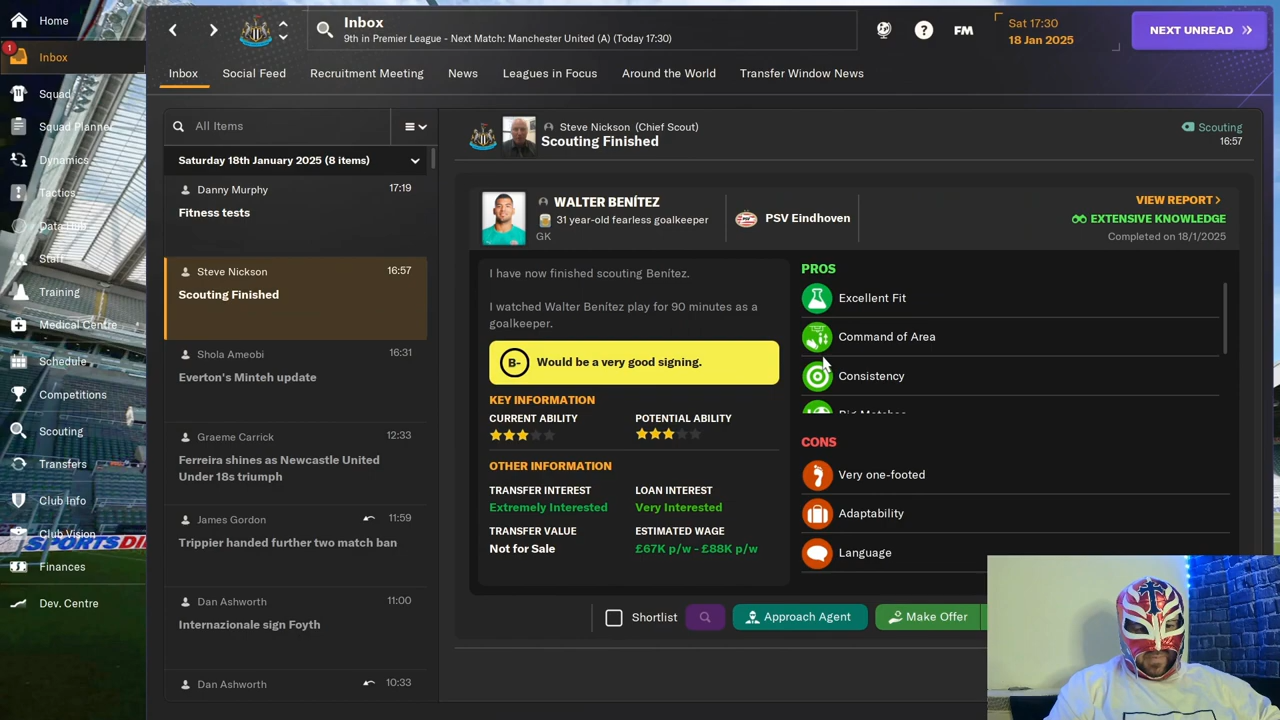 Home
Inbox
9th in Premier League - Next Match: Manchester United (A) (Today 17:30)
FM
Sat 17:30
18 Jan 2025
NEXT UNREAD
1
Inbox
Inbox
Social Feed
Recruitment Meeting
News
Leagues in Focus
Around the World
Transfer Window News
Squad
Squad Planner
Dynamics
Tactics
Data Hub
Staff
Training
Medical Centre
Schedule
Competitions
Scouting
Transfers
Club Info
Club Vision
SPORTS DIRECT
Finances
Dev. Centre
All Items
Saturday 18th January 2025 (8 items)
Danny Murphy 17:19
Fitness tests
Steve Nickson 16:57
Scouting Finished
Shola Ameobi 16:31
Everton's Minteh update
Graeme Carrick 12:33
Ferreira shines as Newcastle United
Under 18s triumph
James Gordon 11:59
Trippier handed further two match ban
Dan Ashworth 11:00
Internazionale sign Foyth
Dan Ashworth 10:33
Steve Nickson (Chief Scout)
Scouting Finished
Scouting
16:57
WALTER BENÍTEZ
31 year-old fearless goalkeeper
GK
PSV Eindhoven
VIEW REPORT
EXTENSIVE KNOWLEDGE
Completed on 18/1/2025
I have now finished scouting Benítez.
I watched Walter Benítez play for 90 minutes as a
goalkeeper.
B- Would be a very good signing.
KEY INFORMATION
CURRENT ABILITY
POTENTIAL ABILITY
OTHER INFORMATION
TRANSFER INTEREST
LOAN INTEREST
Extremely Interested
Very Interested
TRANSFER VALUE
ESTIMATED WAGE
Not for Sale
£67K p/w - £88K p/w
PROS
Excellent Fit
Command of Area
Consistency
Big Matches
CONS
Very one-footed
Adaptability
Language
Shortlist
Approach Agent
Make Offer